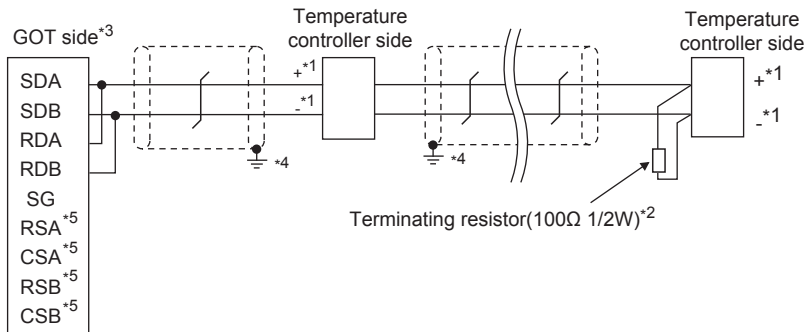 GOT side*3
SDA
SDB
RDA
RDB
SG
RSA*5
CSA*5
RSB*5
CSB*5
*4
Temperature
controller side
+*1
-*1
*4
Terminating resistor(100Ω 1/2W)*2
Temperature
controller side
+*1
-*1